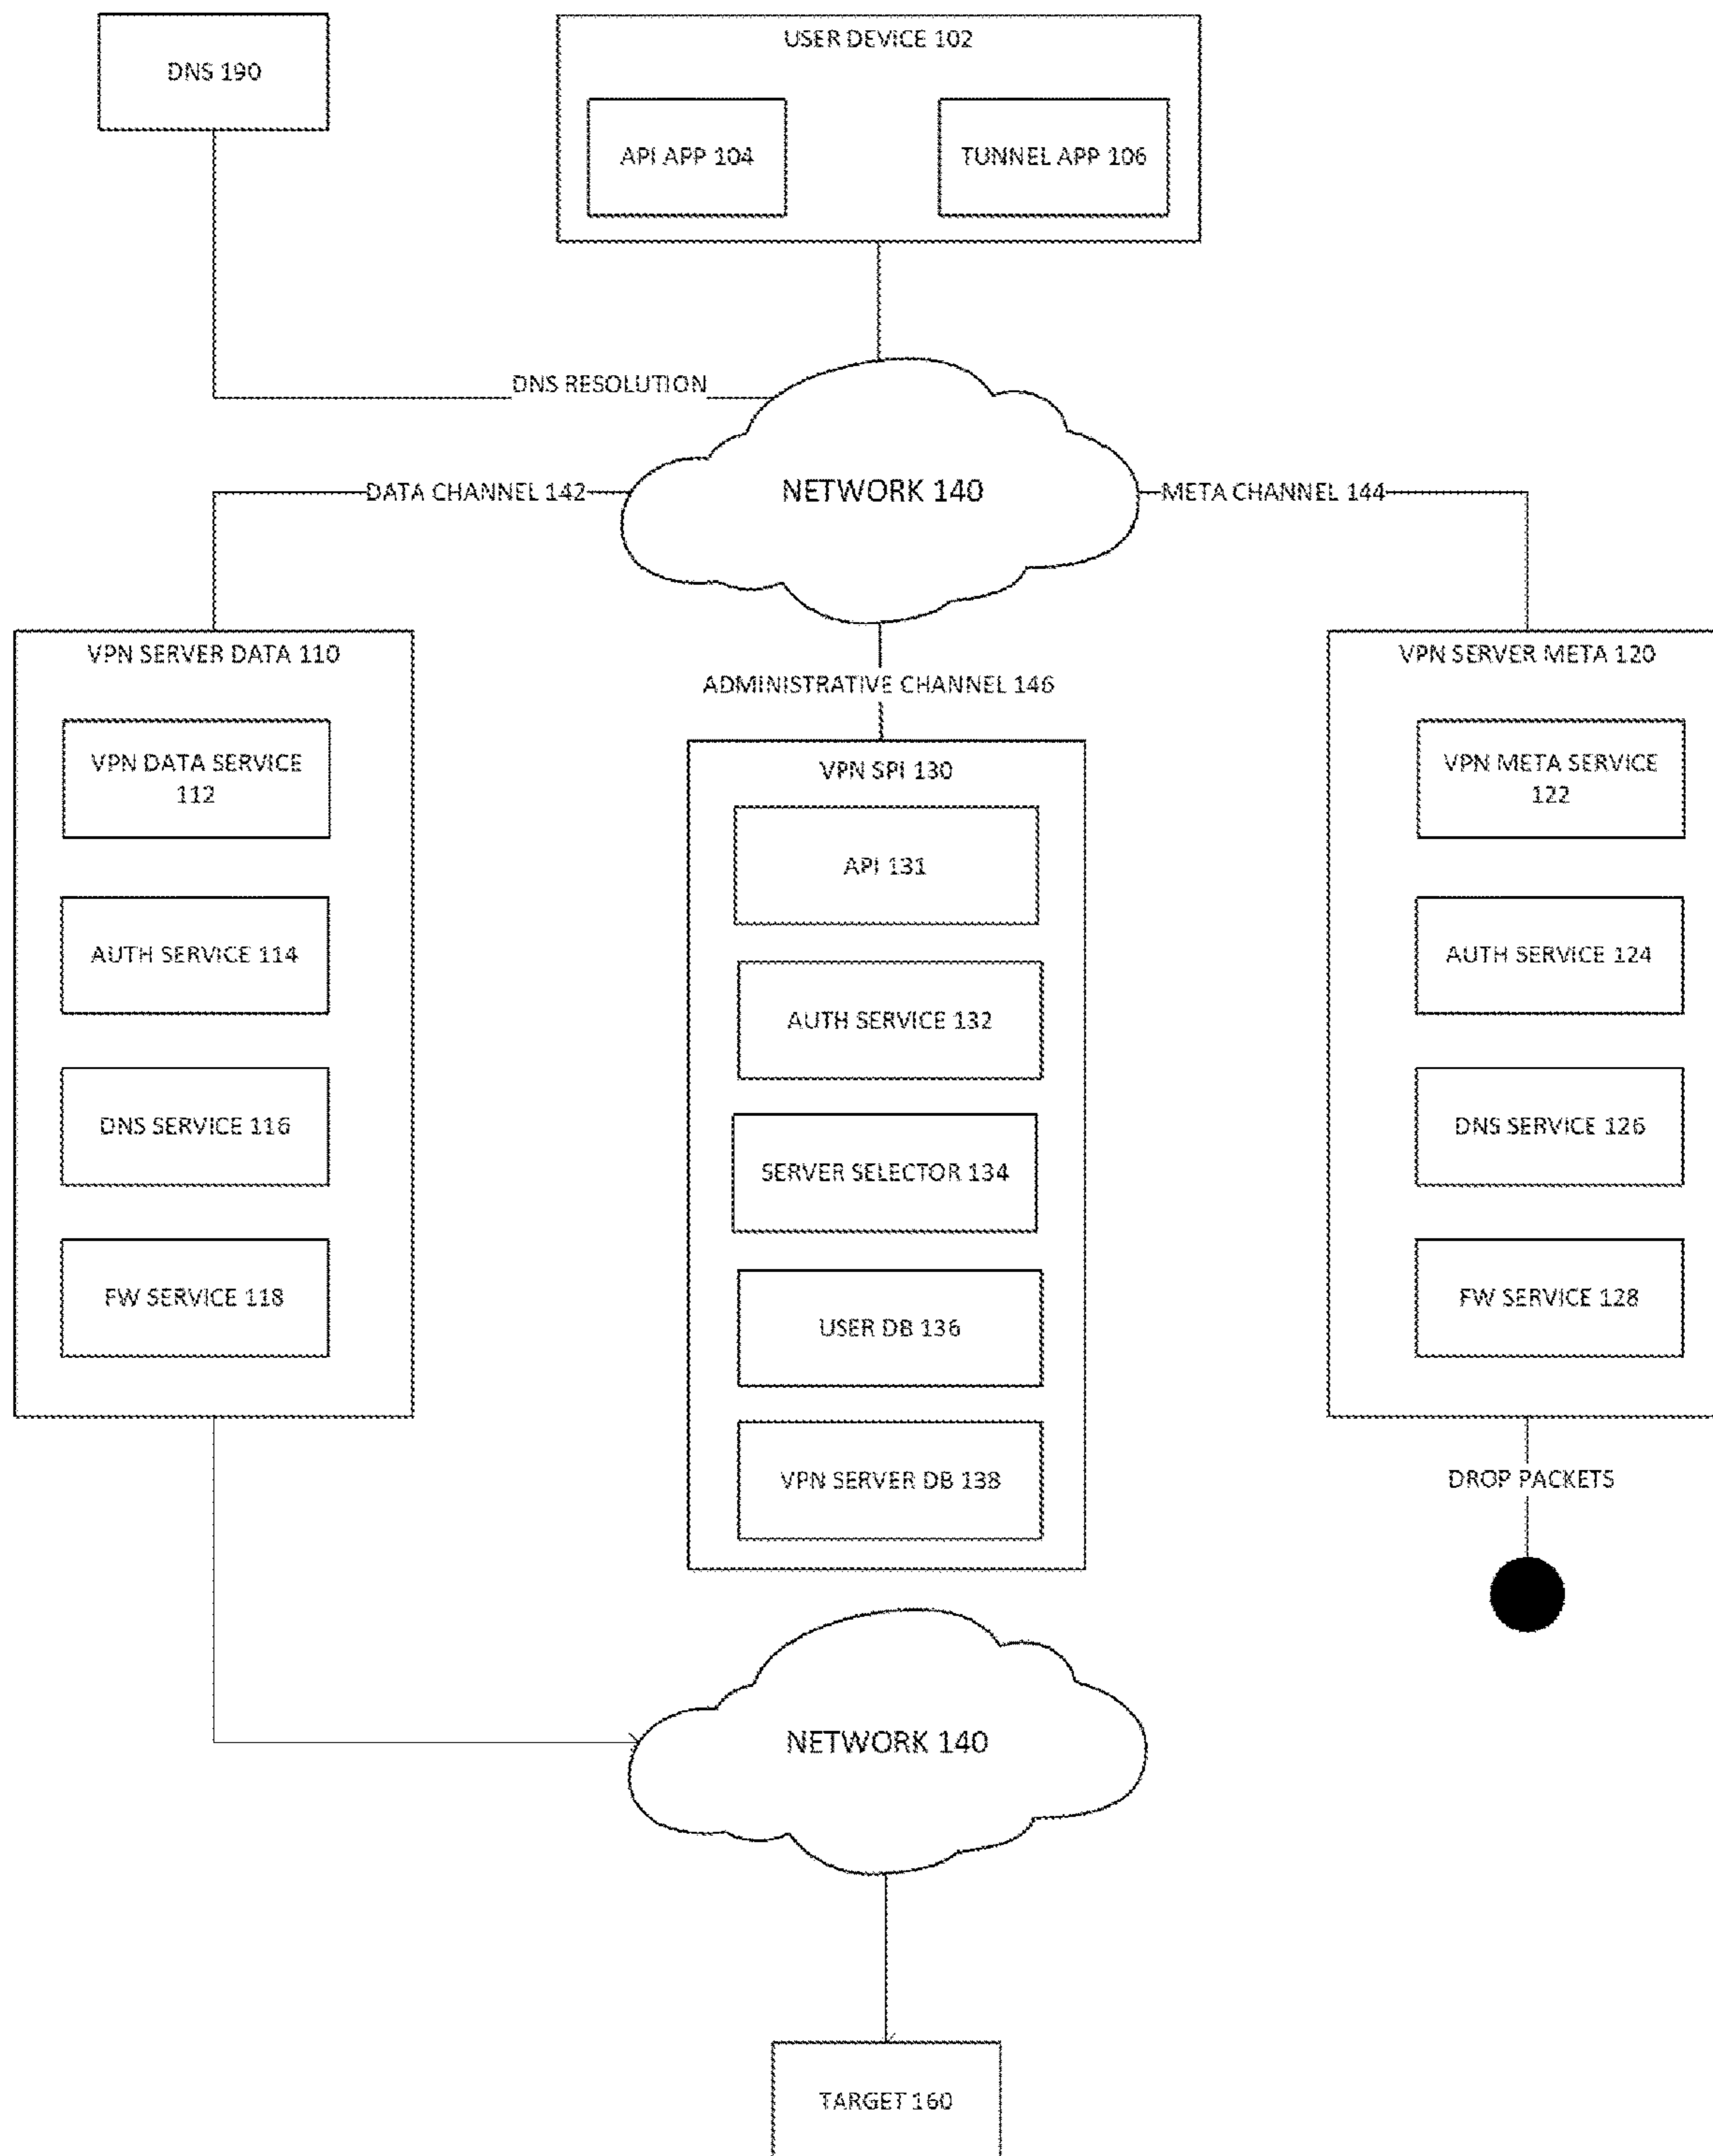 DNS 190
USER DEVICE 102
API APP 104
TUNNEL APP 106
DNS RESOLUTION
DATA CHANNEL 142
NETWORK 140
META CHANNEL 144
VPN SERVER DATA 110
VPN DATA SERVICE
112
AUTH SERVICE 114
DNS SERVICE 116
FW SERVICE 118
ADMINISTRATIVE CHANNEL 146
VPN SPI 130
API 131
AUTH SERVICE 132
SERVER SELECTOR 134
USER DB 136
VPN SERVER DB 138
VPN SERVER META 120
VPN META SERVICE
122
AUTH SERVICE 124
DNS SERVICE 126
FW SERVICE 128
DROP PACKETS
NETWORK 140
TARGET 160